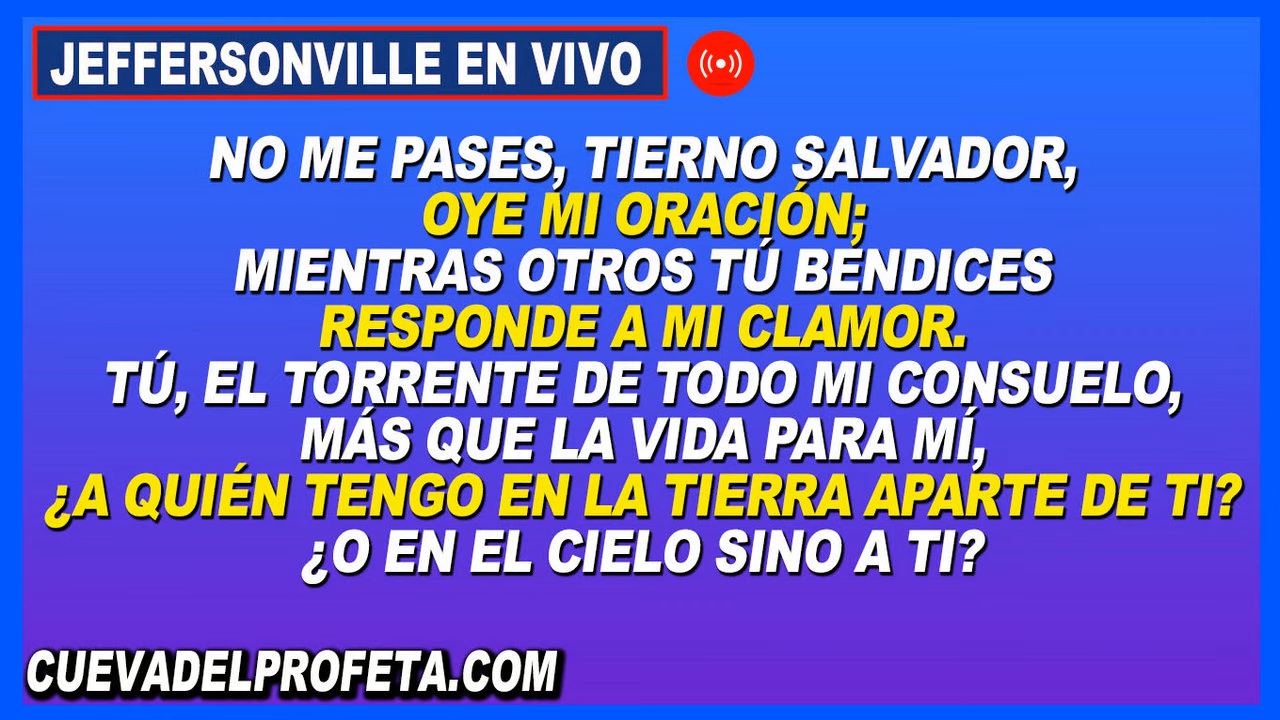 JEFFERSONVILLE EN VIVO
NO ME PASES, TIERNO SALVADOR,
OYE MI ORACIÓN;
MIENTRAS OTROS TÚ BENDICES
RESPONDE A MI CLAMOR.
TÚ, EL TORRENTE DE TODO MI CONSUELO,
MÁS QUE LA VIDA PARA MÍ,
¿A QUIÉN TENGO EN LA TIERRA APARTE DE TI?
¿O EN EL CIELO SINO A TI?
CUEVADELPROFETA.COM